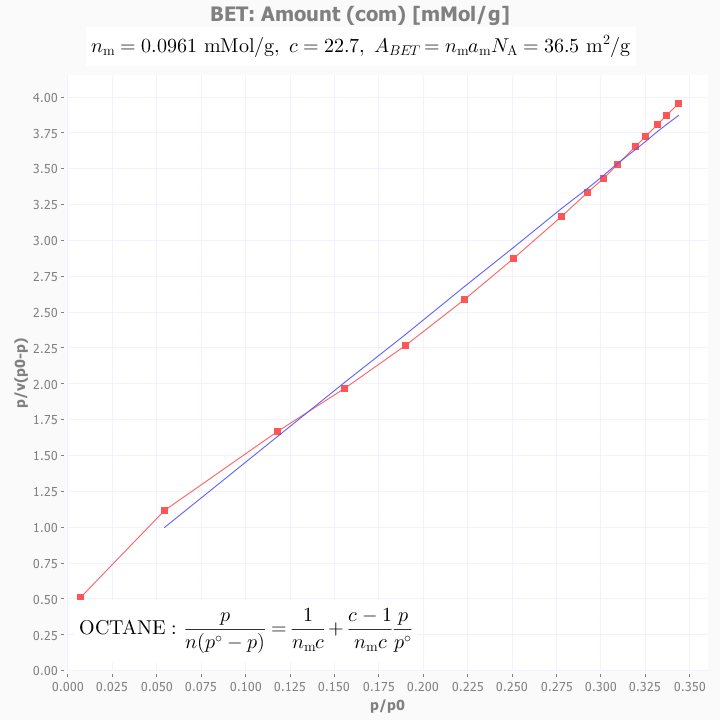 BET: Amount (com) [mMol/g]
n_m = 0.0961 mMol/g, c = 22.7, A_BET = n_m a_m N_A = 36.5 m²/g
4.00
3.75
3.50
3.25
3.00
2.75
2.50
2.25
2.00
1.75
1.50
1.25
1.00
0.75
0.50
0.25
0.00
p/v(p0-p)
OCTANE : p/n(p° − p) = 1/n_m c + c − 1/n_m c p/p°
0.000 0.025 0.050 0.075 0.100 0.125 0.150 0.175 0.200 0.225 0.250 0.275 0.300 0.325 0.350
p/p0